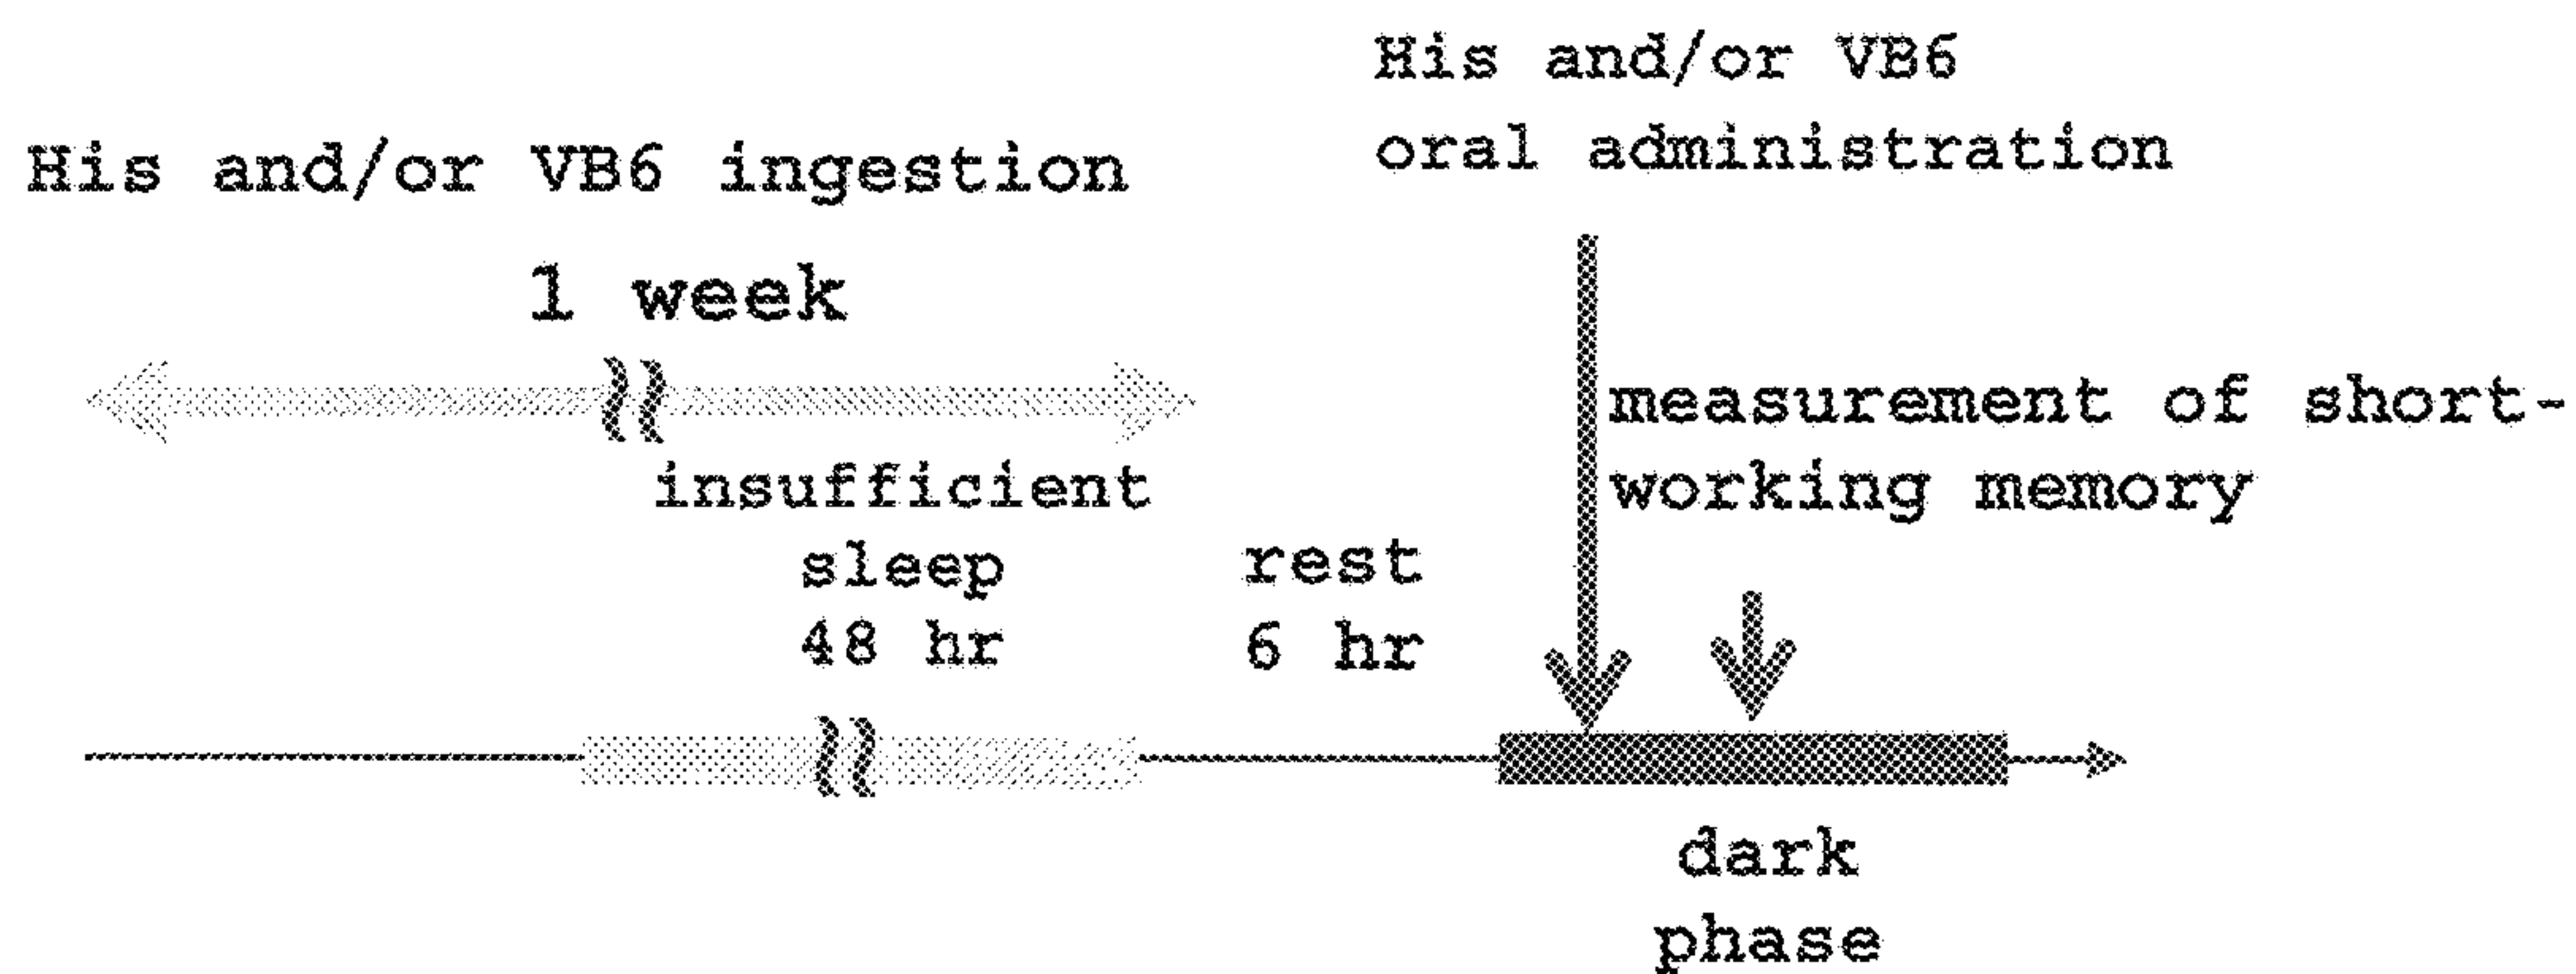 His and/or VB6 ingestion
1 week
His and/or VB6
oral administration
measurement of short-
working memory
insufficient
sleep
48 hr
rest
6 hr
dark
phase